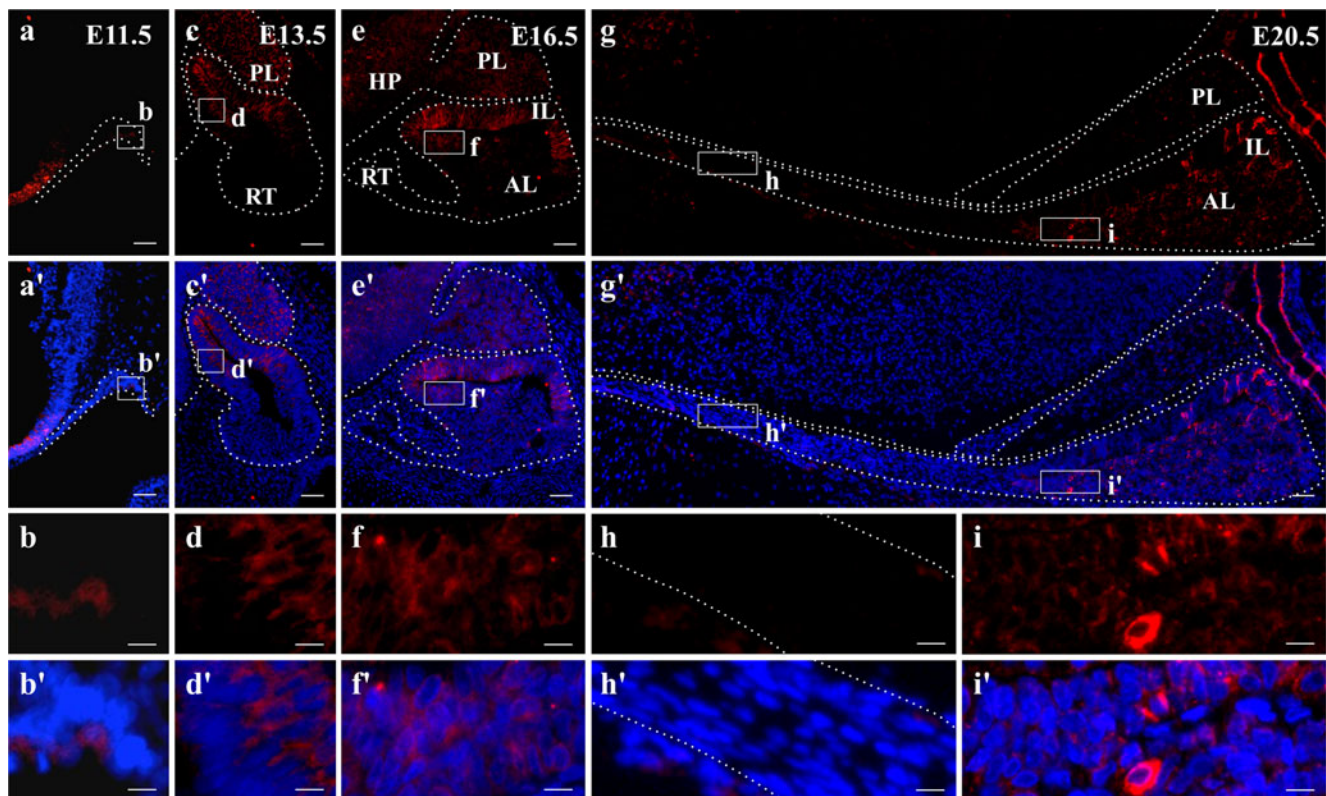 a E11.5 c E13.5 e E16.5 g E20.5
PL PL PL
HP
b d IL IL
f h
RT RT AL AL
i
a' c' e' g'
b' d' f' h'
i'
b d f h i
b' d' f' h' i'